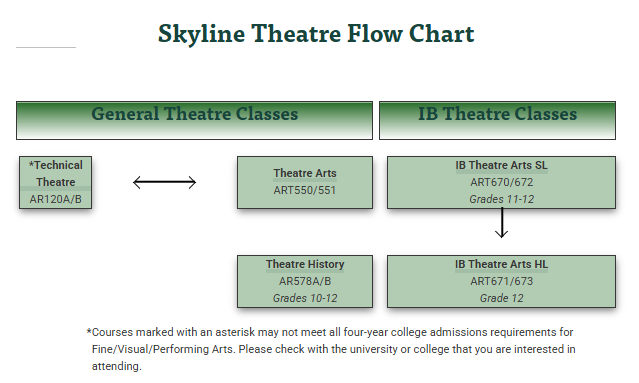 Skyline Theatre Flow Chart
General Theatre Classes
IB Theatre Classes
*Technical
Theatre
AR120A/B
Theatre Arts
ART550/551
IB Theatre Arts SL
ART670/672
Grades 11-12
Theatre History
AR578A/B
Grades 10-12
IB Theatre Arts HL
ART671/673
Grade 12
*Courses marked with an asterisk may not meet all four-year college admissions requirements for
Fine/Visual/Performing Arts. Please check with the university or college that you are interested in
attending.